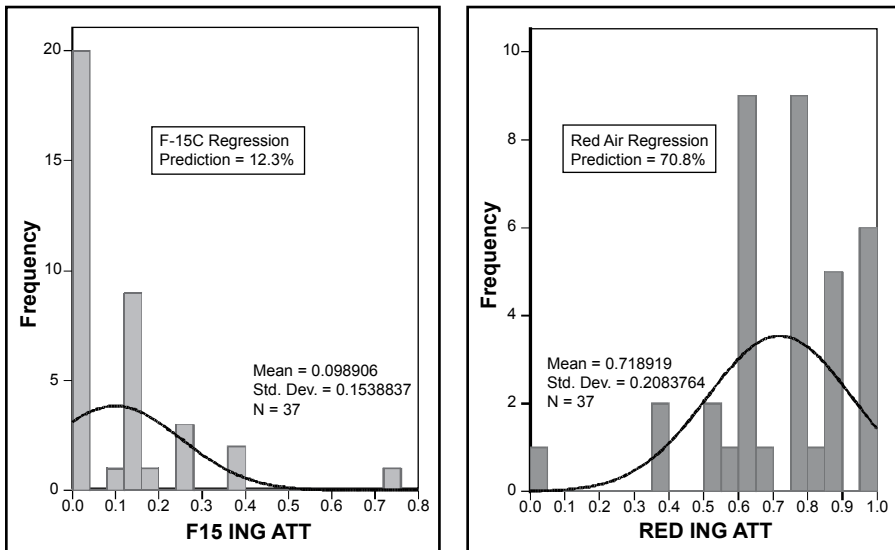 20
15
10
5
0
Frequency
F-15C Regression
Prediction = 12.3%
Mean = 0.098906
Std. Dev. = 0.1538837
N = 37
0.0 0.1 0.2 0.3 0.4 0.5 0.6 0.7 0.8
F15 ING ATT
10
8
6
4
2
0
Frequency
Red Air Regression
Prediction = 70.8%
Mean = 0.718919
Std. Dev. = 0.2083764
N = 37
0.0 0.1 0.2 0.3 0.4 0.5 0.6 0.7 0.8 0.9 1.0
RED ING ATT